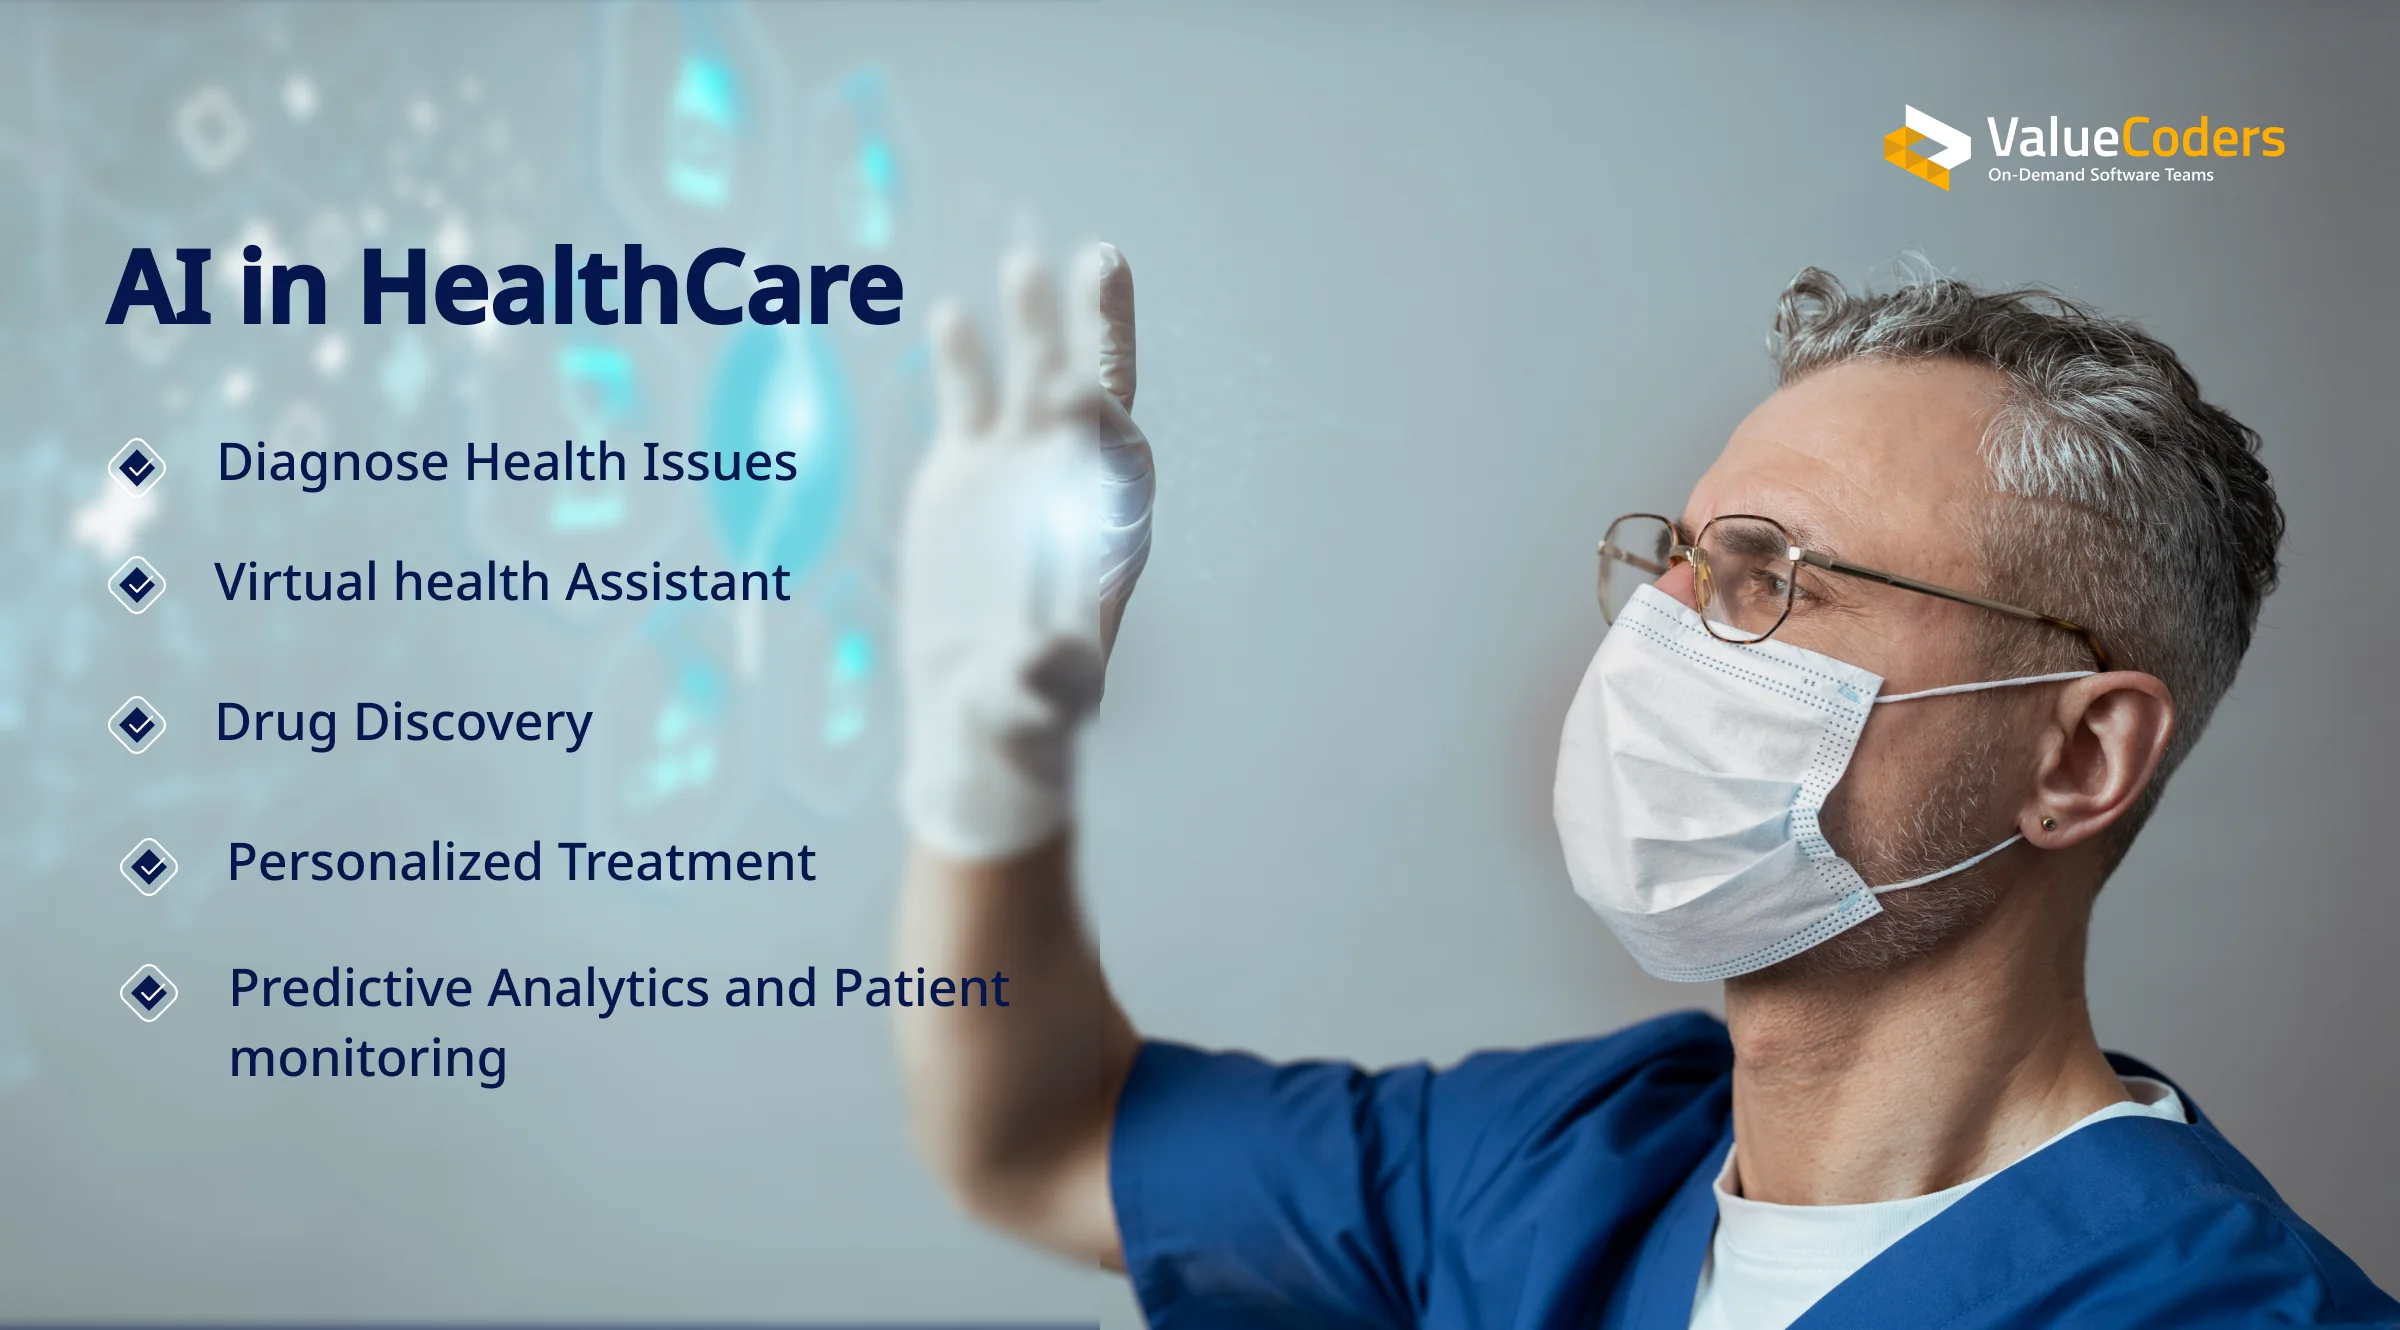 ValueCoders
On-Demand Software Teams
AI in HealthCare
Diagnose Health Issues
Virtual health Assistant
Drug Discovery
Personalized Treatment
Predictive Analytics and Patient
monitoring